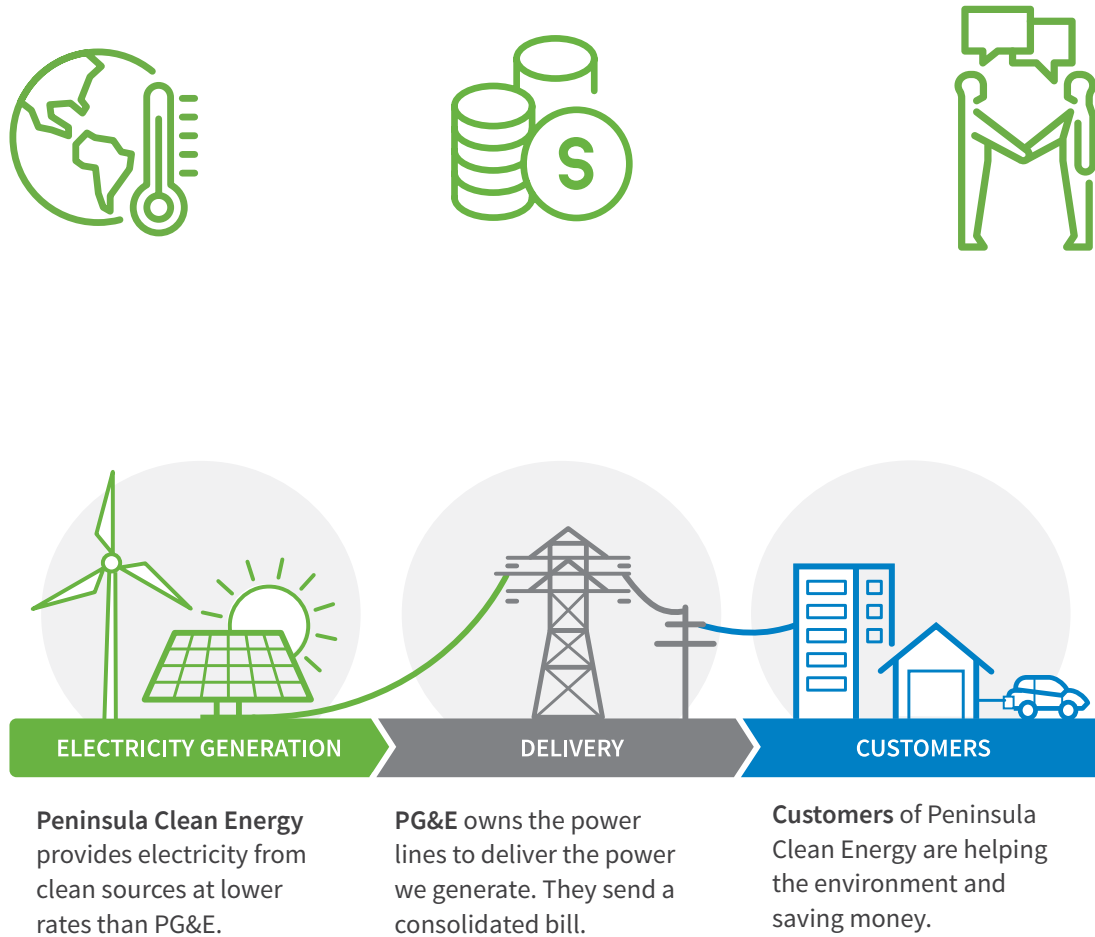 S
ELECTRICITY GENERATION
DELIVERY
CUSTOMERS
Peninsula Clean Energy
provides electricity from
clean sources at lower
rates than PG&E.
PG&E owns the power
lines to deliver the power
we generate. They send a
consolidated bill.
Customers of Peninsula
Clean Energy are helping
the environment and
saving money.